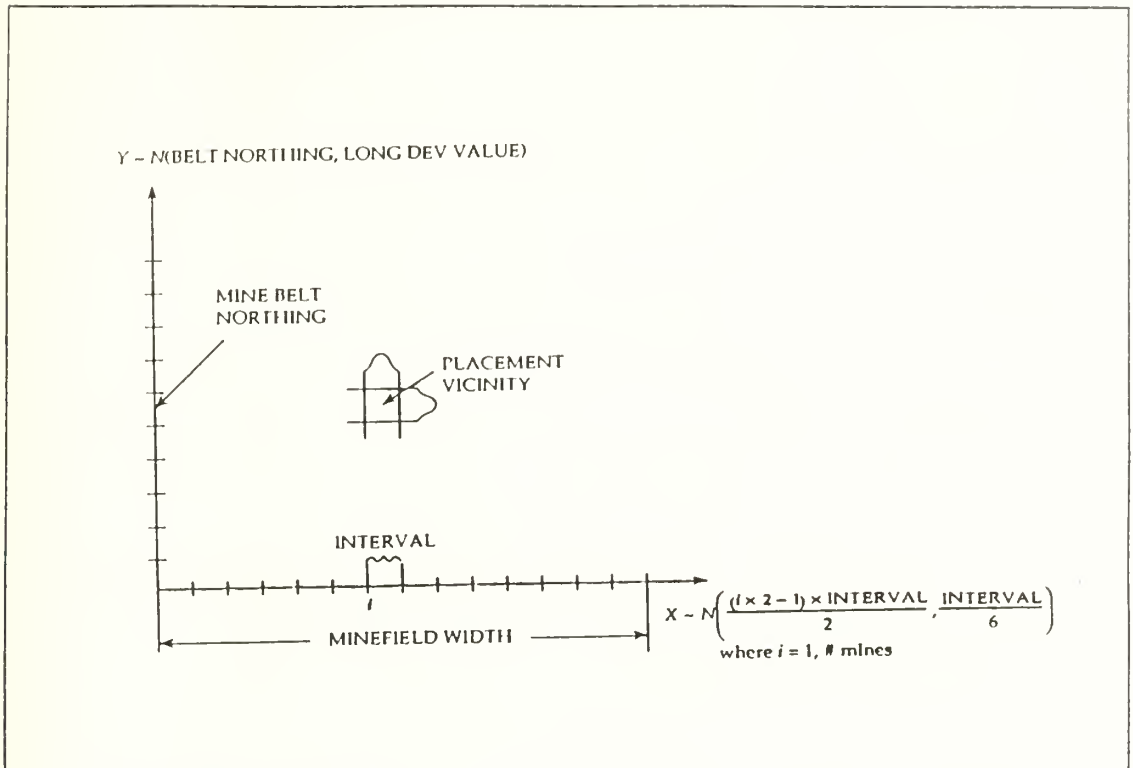 Y ~ N(BELT NORTHING, LONG DEV VALUE)
MINE BELT
NORTHING
PLACEMENT
VICINITY
INTERVAL
i
MINEFIELD WIDTH
X ~ N((i × 2 – 1) × INTERVAL / 2, INTERVAL / 6)
where i = 1, # mines